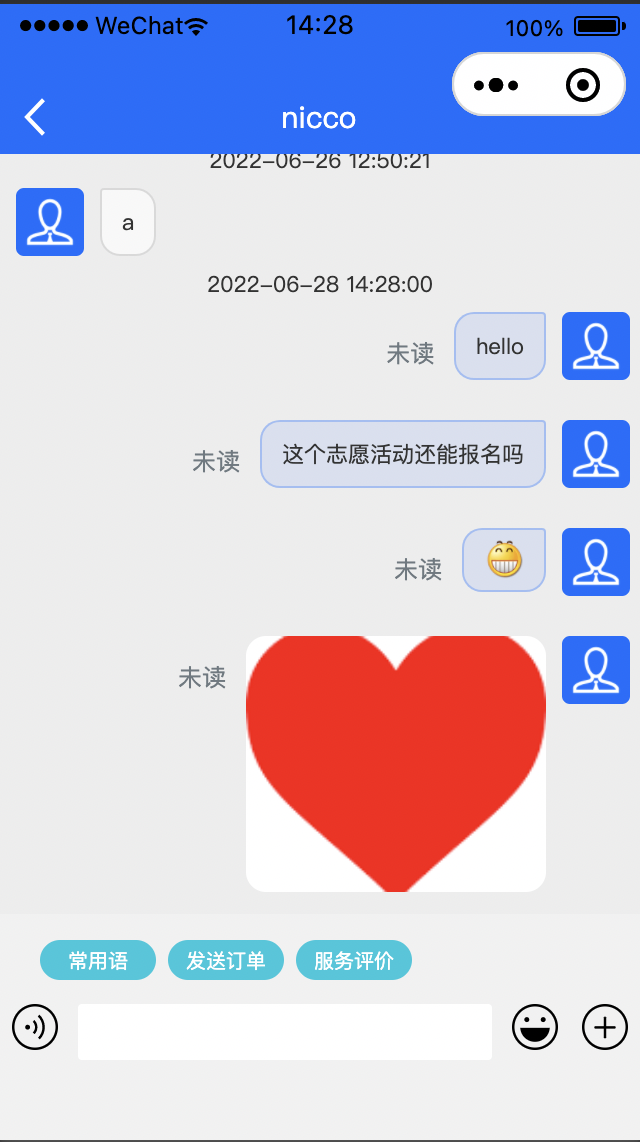 WeChat 14:28 100%
nicco
2022-06-26 12:50:21
a
2022-06-28 14:28:00
未读 hello
未读 这个志愿活动还能报名吗
未读
未读
常用语 发送订单 服务评价